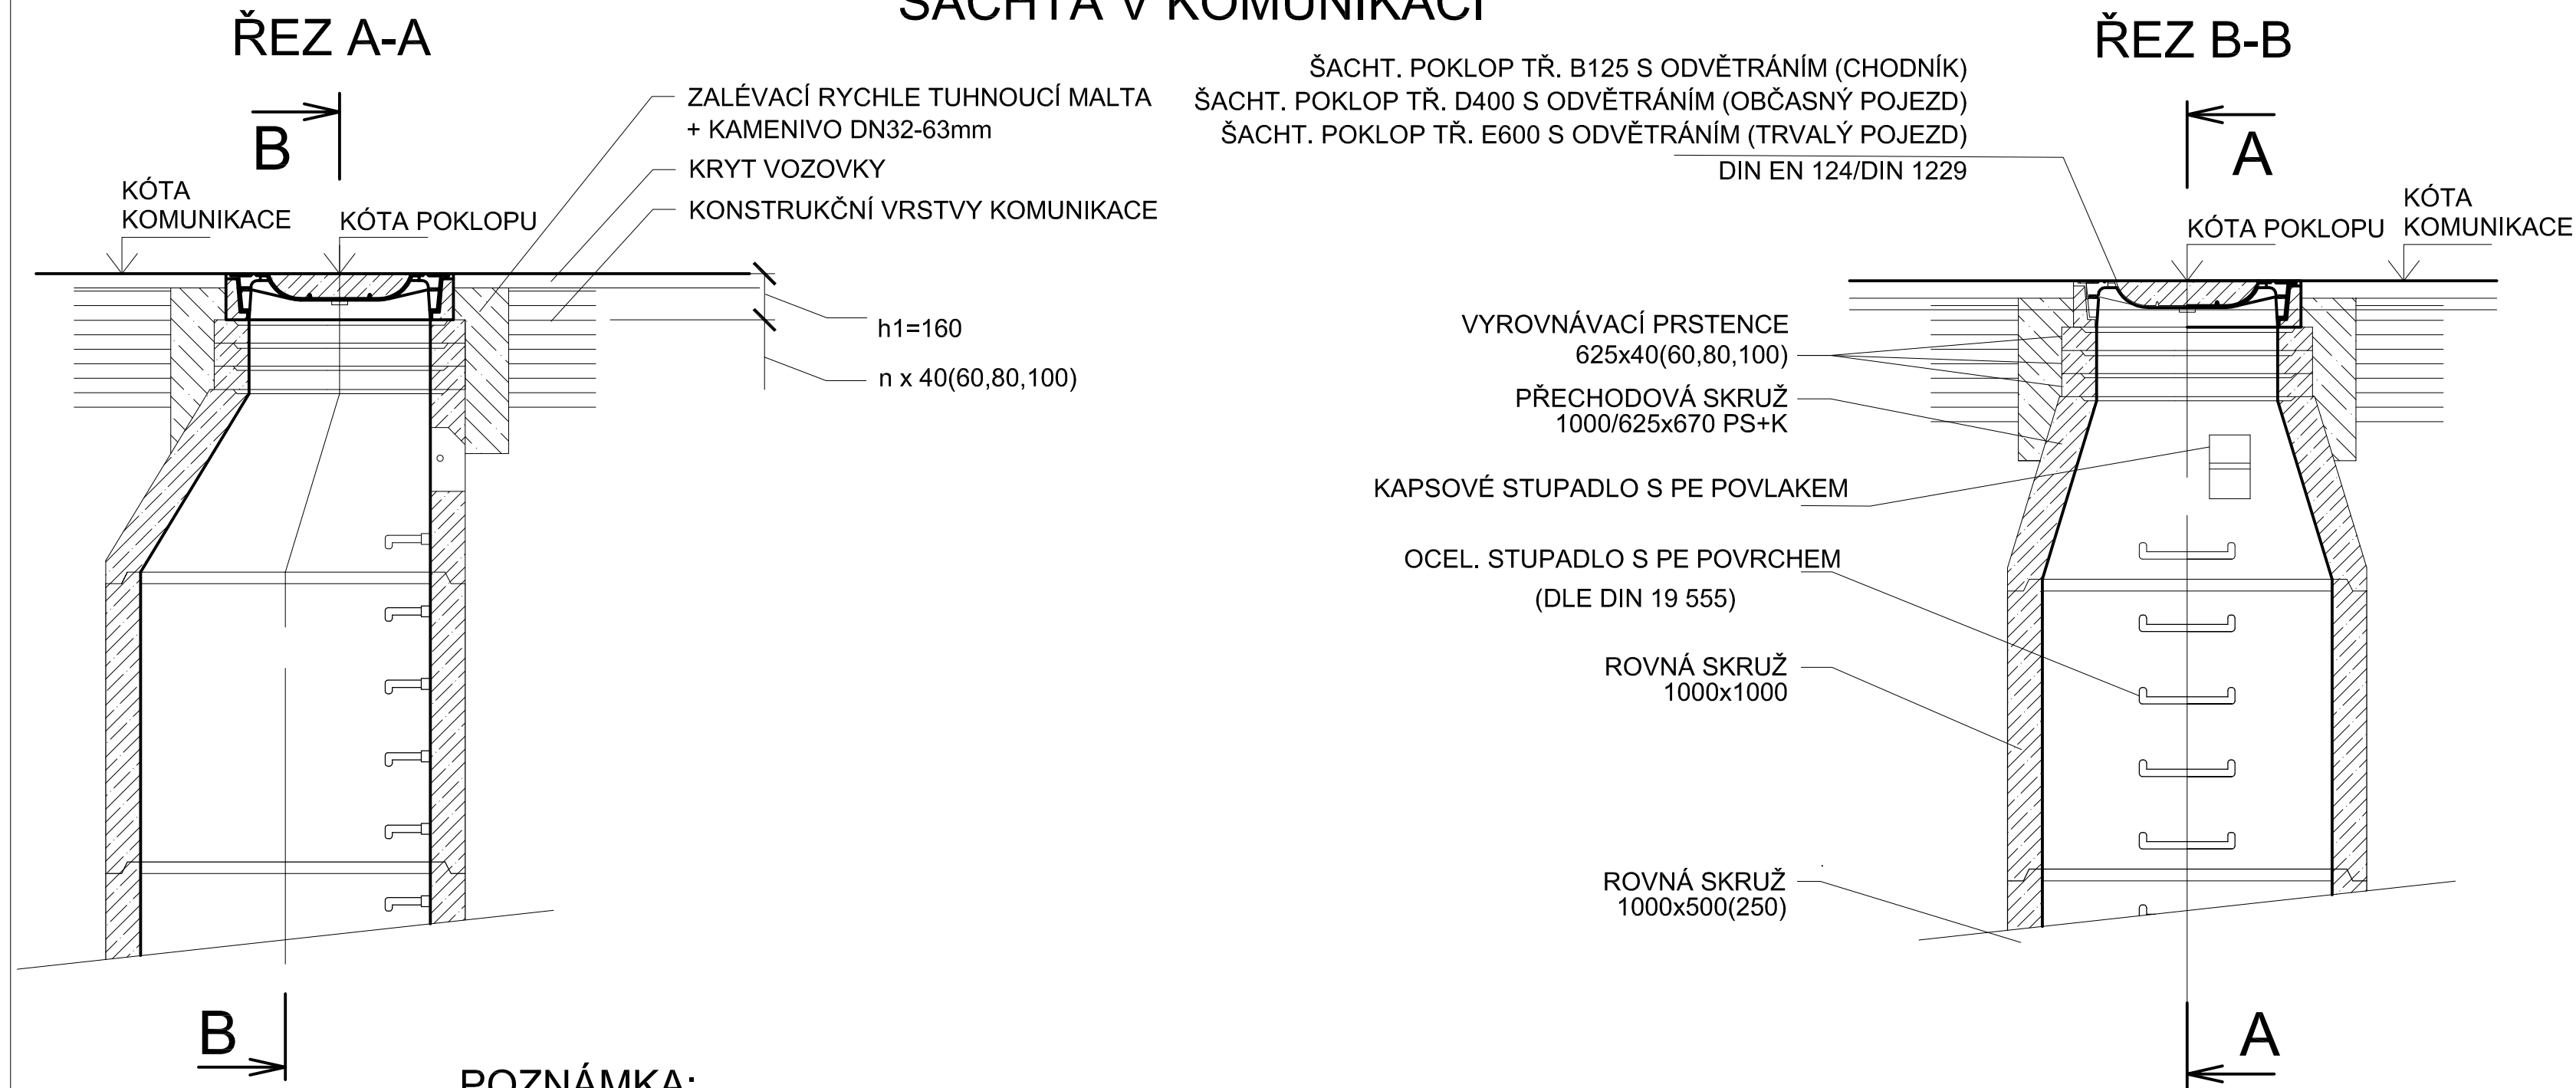 ŠACHTA V KOMUNIKACI
ŘEZ A-A
B
ZALÉVACÍ RYCHLE TUHNOUCÍ MALTA
+ KAMENIVO DN32-63mm
KRYT VOZOVKY
KONSTRUKČNÍ VRSTVY KOMUNIKACE
KÓTA
KOMUNIKACE
KÓTA POKLOPU
h1=160
n x 40(60,80,100)
B
ŘEZ B-B
ŠACHT. POKLOP TŘ. B125 S ODVĚTRÁNÍM (CHODNÍK)
ŠACHT. POKLOP TŘ. D400 S ODVĚTRÁNÍM (OBČASNÝ POJEZD)
ŠACHT. POKLOP TŘ. E600 S ODVĚTRÁNÍM (TRVALÝ POJEZD)
DIN EN 124/DIN 1229
A
KÓTA POKLOPU
KÓTA
KOMUNIKACE
VYROVNÁVACÍ PRSTENCE
625x40(60,80,100)
PŘECHODOVÁ SKRUŽ
1000/625x670 PS+K
KAPSOVÉ STUPADLO S PE POVLAKEM
OCEL. STUPADLO S PE POVRCHEM
(DLE DIN 19 555)
ROVNÁ SKRUŽ
1000x1000
ROVNÁ SKRUŽ
1000x500(250)
A
POZNÁMKA: